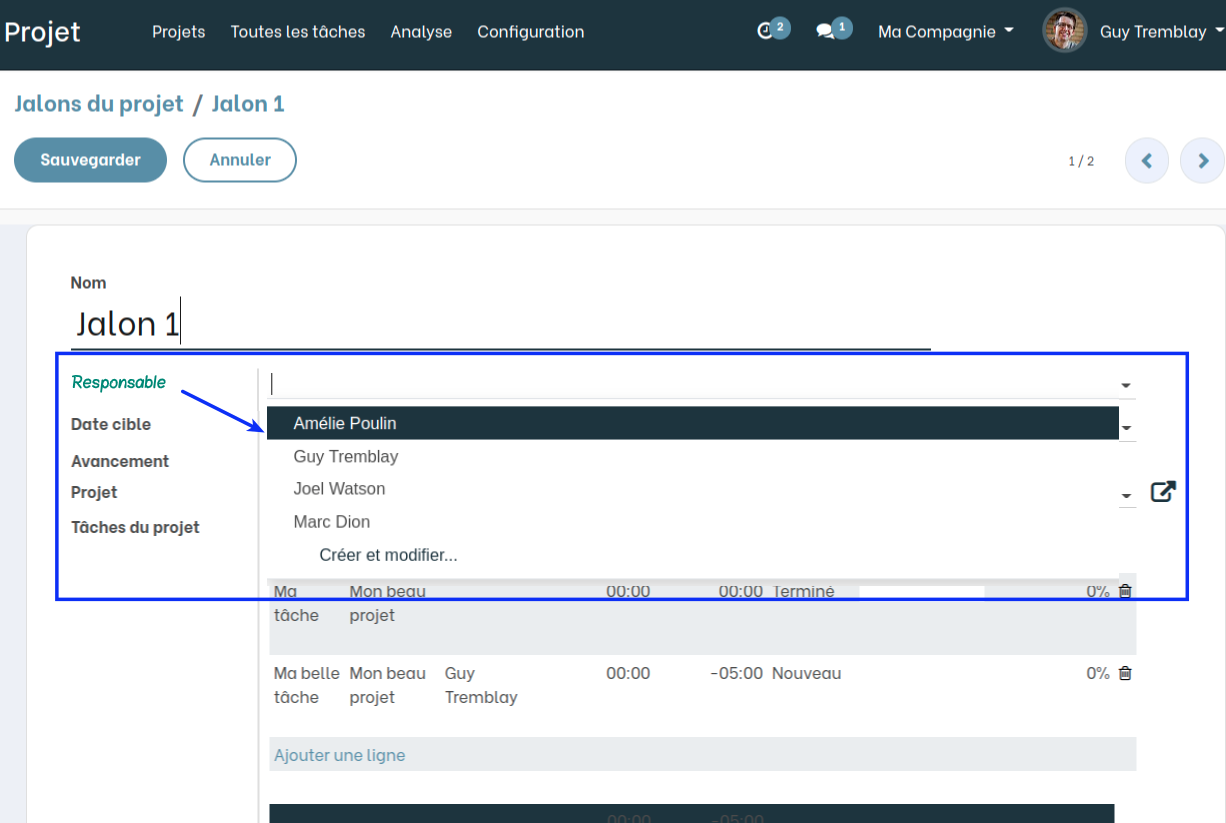 Projet Projets Toutes les tâches Analyse Configuration 2 1 Ma Compagnie Guy Tremblay
Jalons du projet / Jalon 1
Sauvegarder Annuler 1 / 2
Nom
Jalon 1
Responsable
Date cible Amélie Poulin
Guy Tremblay
Avancement
Projet Joel Watson
Tâches du projet Marc Dion
Créer et modifier...
Ma Mon beau 00:00 00:00 Terminé 0%
tâche projet
Ma belle Mon beau Guy 00:00 -05:00 Nouveau 0%
tâche projet Tremblay
Ajouter une ligne
00:00 -05:00